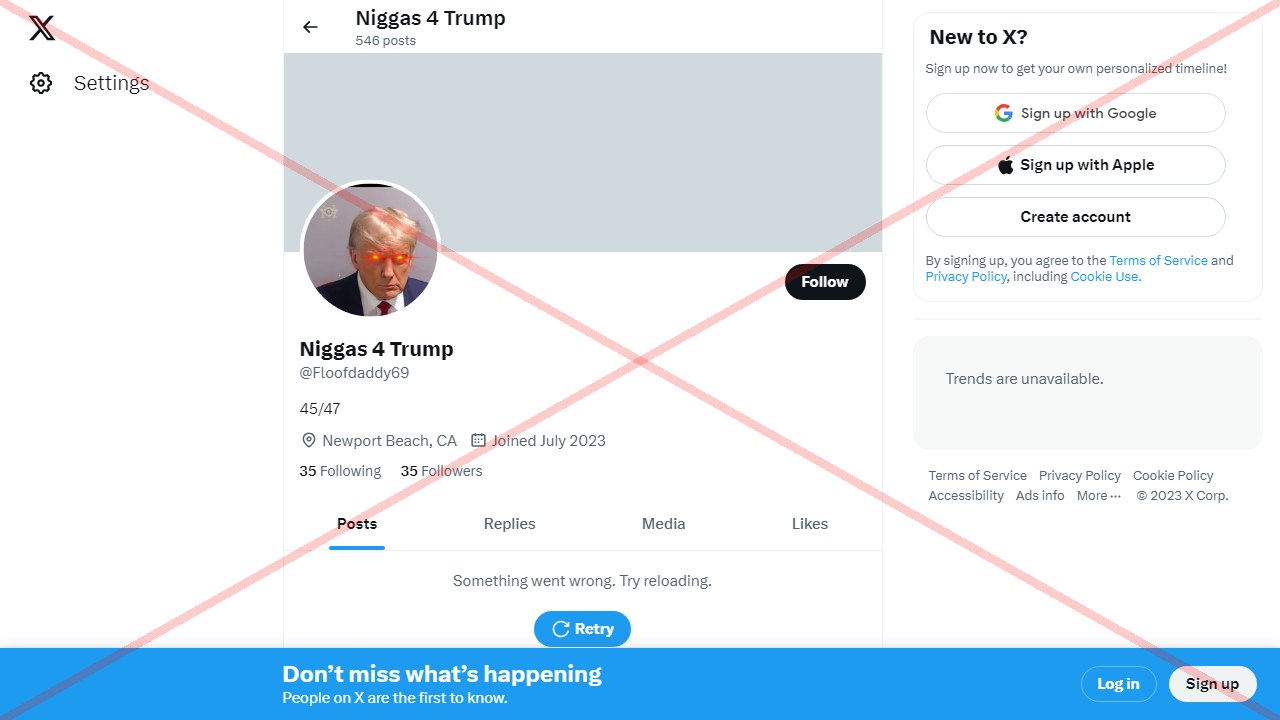 Niggas 4 Trump
546 posts
Settings
Follow
Niggas 4 Trump
@Floofdaddy69
45/47
Newport Beach, CA Joined July 2023
35 Following 35 Followers
Posts Replies Media Likes
Something went wrong. Try reloading.
Retry
New to X?
Sign up now to get your own personalized timeline!
Sign up with Google
Sign up with Apple
Create account
By signing up, you agree to the Terms of Service and
Privacy Policy, including Cookie Use.
Trends are unavailable.
Terms of Service Privacy Policy Cookie Policy
Accessibility Ads info More ··· © 2023 X Corp.
Don’t miss what’s happening
People on X are the first to know.
Log in Sign up